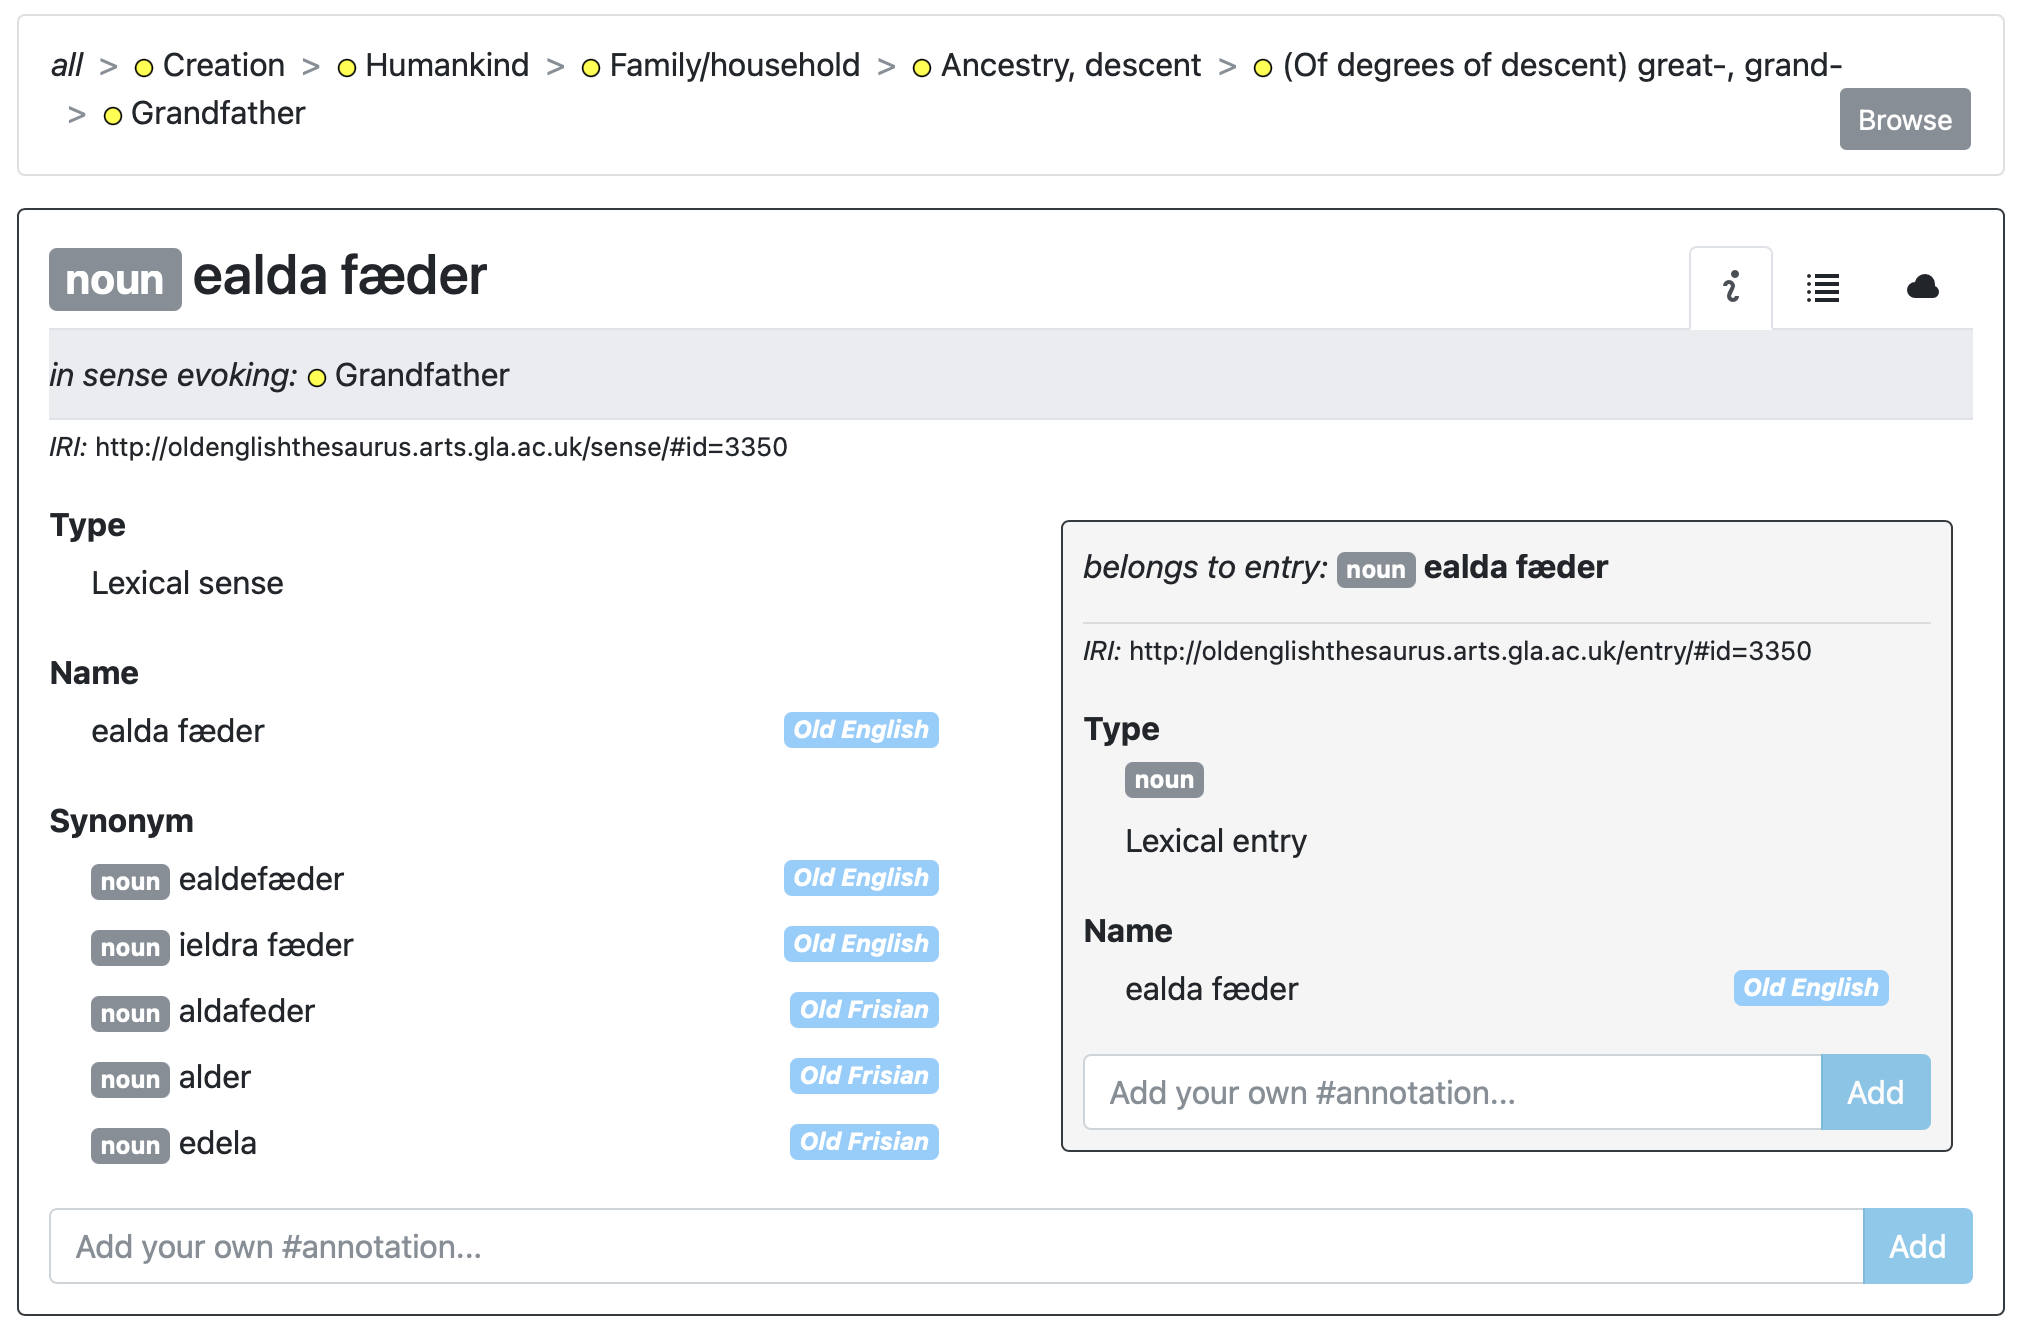 all > Creation > Humankind > Family/household > Ancestry, descent > (Of degrees of descent) great-, grand-
> Grandfather
Browse
noun ealda fæder
in sense evoking: Grandfather
IRI: http://oldenglishthesaurus.arts.gla.ac.uk/sense/#id=3350
Type
Lexical sense
Name
ealda fæder Old English
Synonym
noun ealdefæder Old English
noun ieldra fæder Old English
noun aldafeder Old Frisian
noun alder Old Frisian
noun edela Old Frisian
belongs to entry: noun ealda fæder
IRI: http://oldenglishthesaurus.arts.gla.ac.uk/entry/#id=3350
Type
noun
Lexical entry
Name
ealda fæder Old English
Add your own #annotation... Add
Add your own #annotation... Add